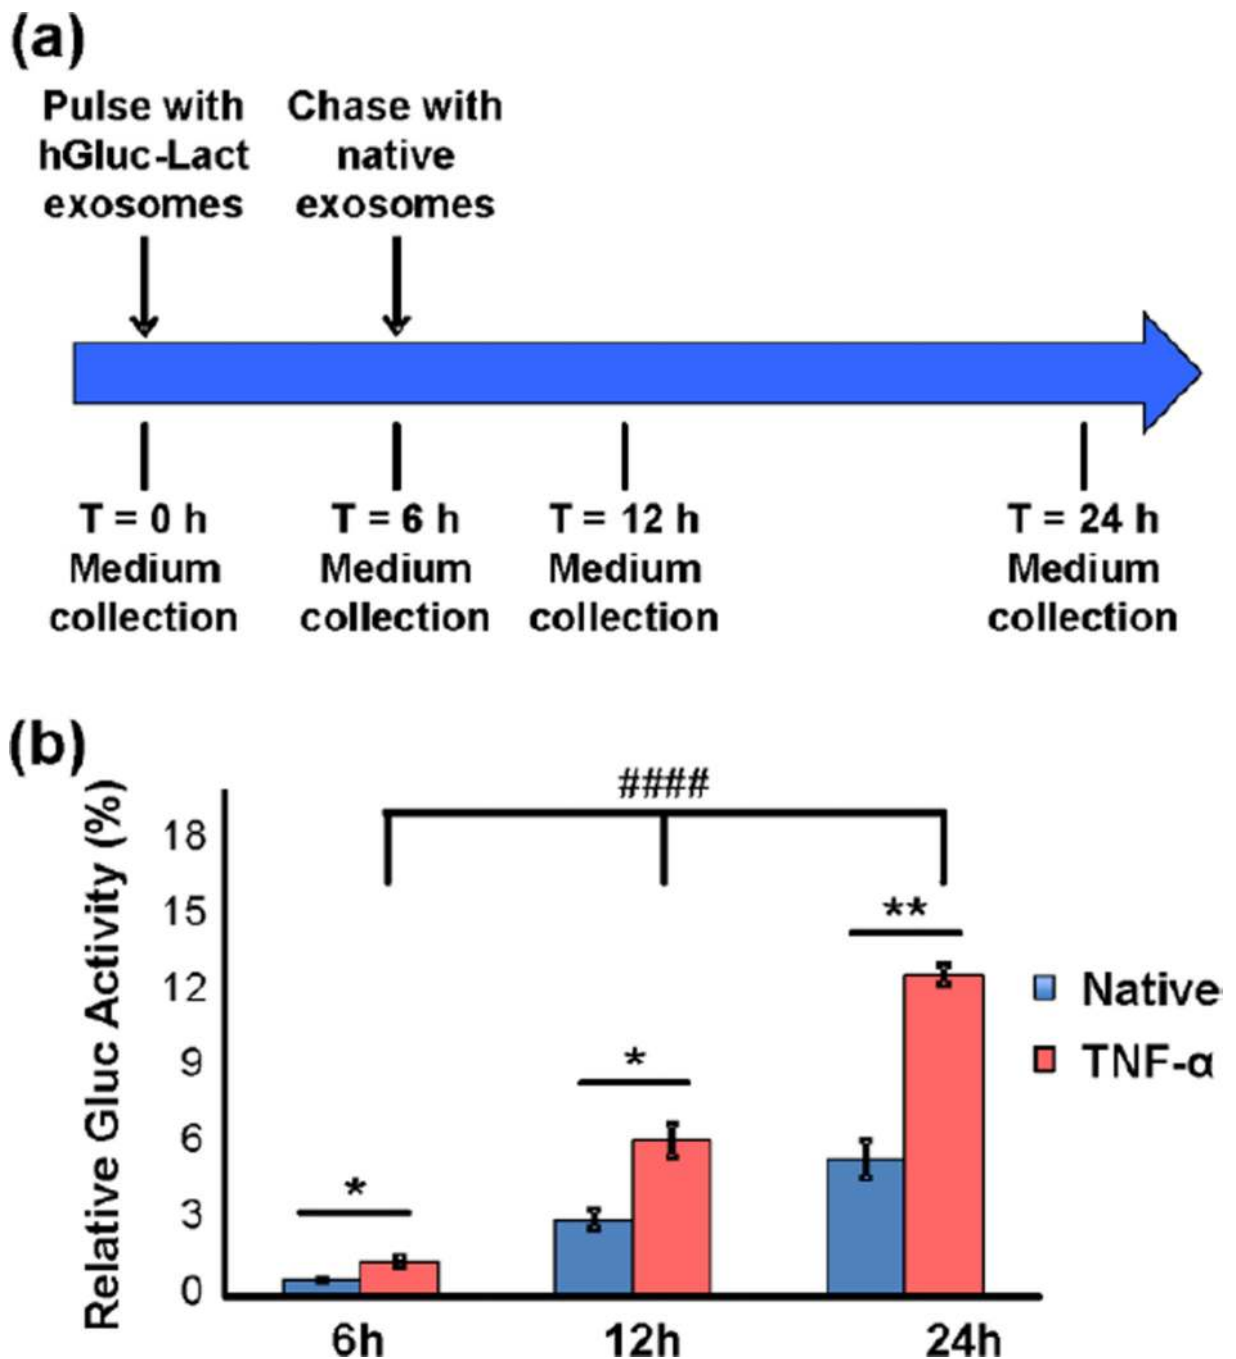 (a)
Pulse with
hGluc-Lact
exosomes
Chase with
native
exosomes
T = 0 h
Medium
collection
T = 6 h
Medium
collection
T = 12 h
Medium
collection
T = 24 h
Medium
collection
(b)
Relative Gluc Activity (%)
18
15
12
9
6
3
0
####
*
*
**
6h
12h
24h
Native
TNF-α